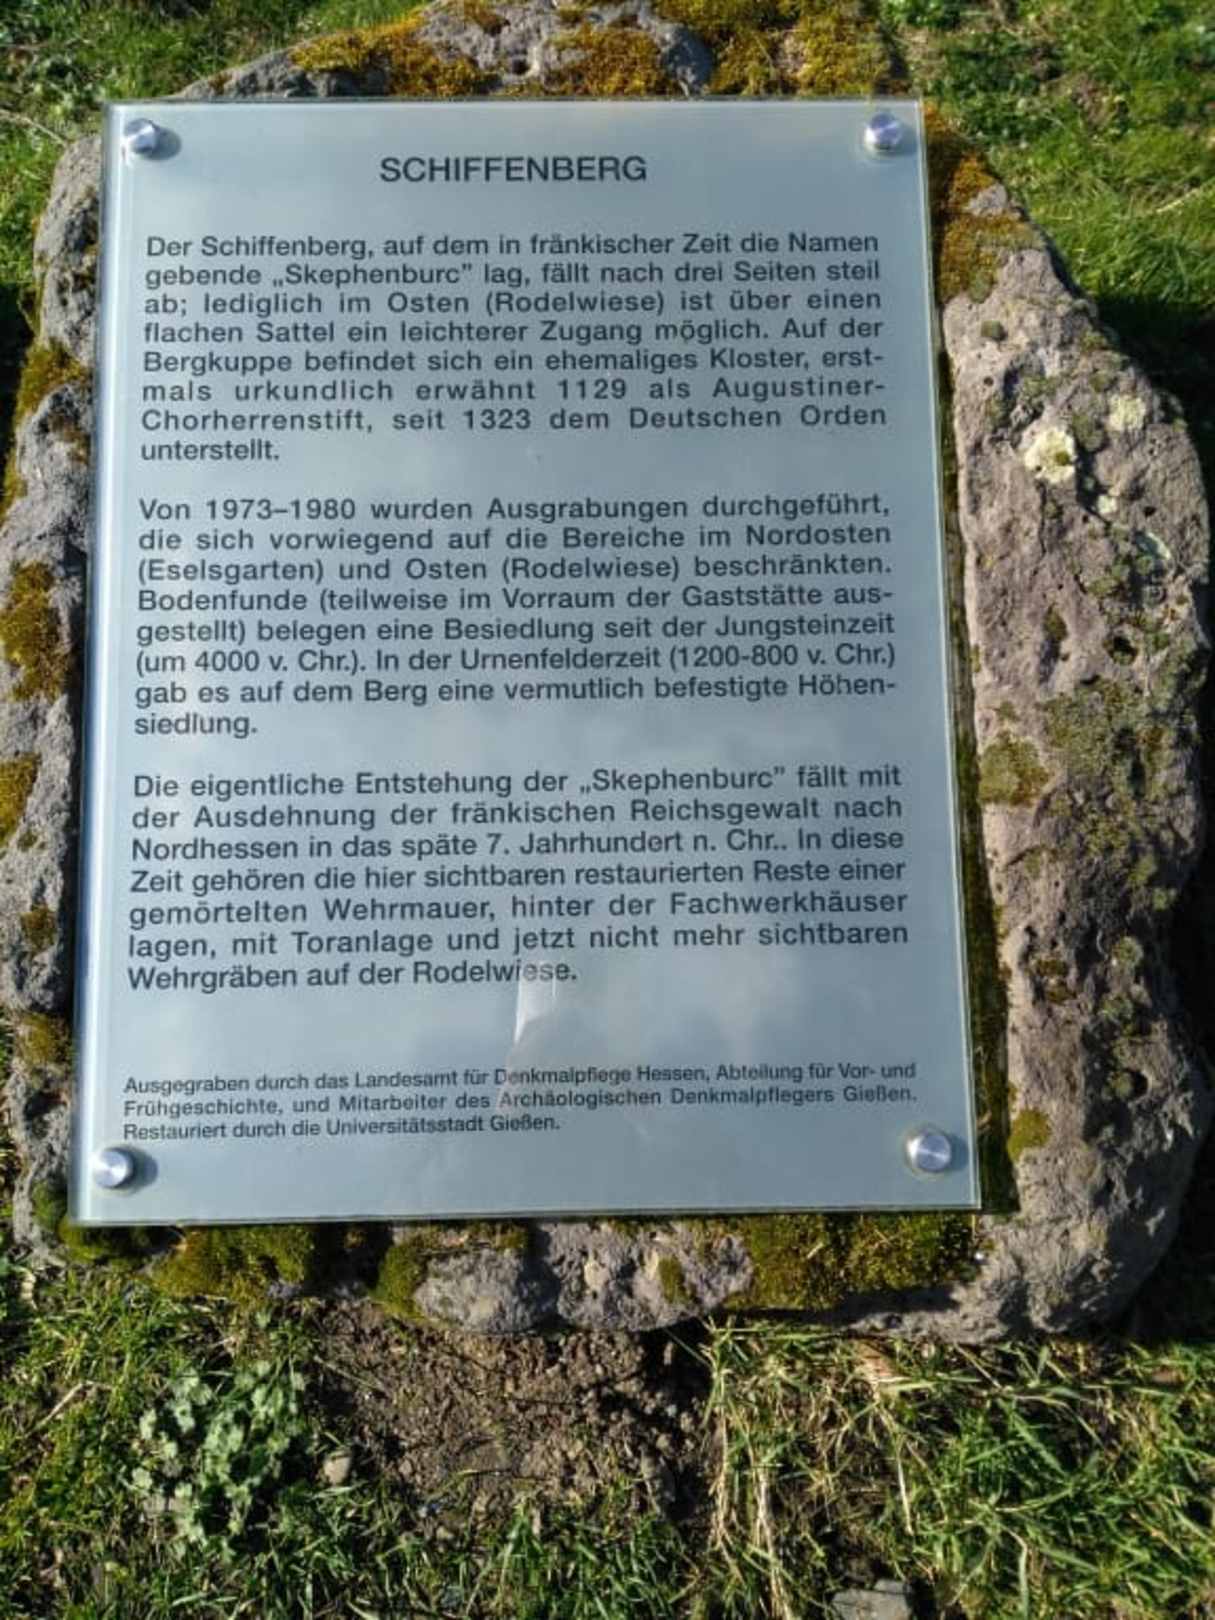 SCHIFFENBERG
Der Schiffenberg, auf dem in fränkischer Zeit die Namen
gebende „Skephenburc" lag, fällt nach drei Seiten steil
ab; lediglich im Osten (Rodelwiese) ist über einen
flachen Sattel ein leichterer Zugang möglich. Auf der
Bergkuppe befindet sich ein ehemaliges Kloster, erst-
mals urkundlich erwähnt 1129 als Augustiner-
Chorherrenstift, seit 1323 dem Deutschen Orden
unterstellt.
Von 1973–1980 wurden Ausgrabungen durchgeführt,
die sich vorwiegend auf die Bereiche im Nordosten
(Eselsgarten) und Osten (Rodelwiese) beschränkten.
Bodenfunde (teilweise im Vorraum der Gaststätte aus-
gestellt) belegen eine Besiedlung seit der Jungsteinzeit
(um 4000 v. Chr.). In der Urnenfelderzeit (1200-800 v. Chr.)
gab es auf dem Berg eine vermutlich befestigte Höhen-
siedlung.
Die eigentliche Entstehung der „Skephenburc" fällt mit
der Ausdehnung der fränkischen Reichsgewalt nach
Nordhessen in das späte 7. Jahrhundert n. Chr.. In diese
Zeit gehören die hier sichtbaren restaurierten Reste einer
gemörtelten Wehrmauer, hinter der Fachwerkhäuser
lagen, mit Toranlage und jetzt nicht mehr sichtbaren
Wehrgräben auf der Rodelwiese.
Ausgegraben durch das Landesamt für Denkmalpflege Hessen, Abteilung für Vor- und
Frühgeschichte, und Mitarbeiter des Archäologischen Denkmalpflegers Gießen.
Restauriert durch die Universitätsstadt Gießen.